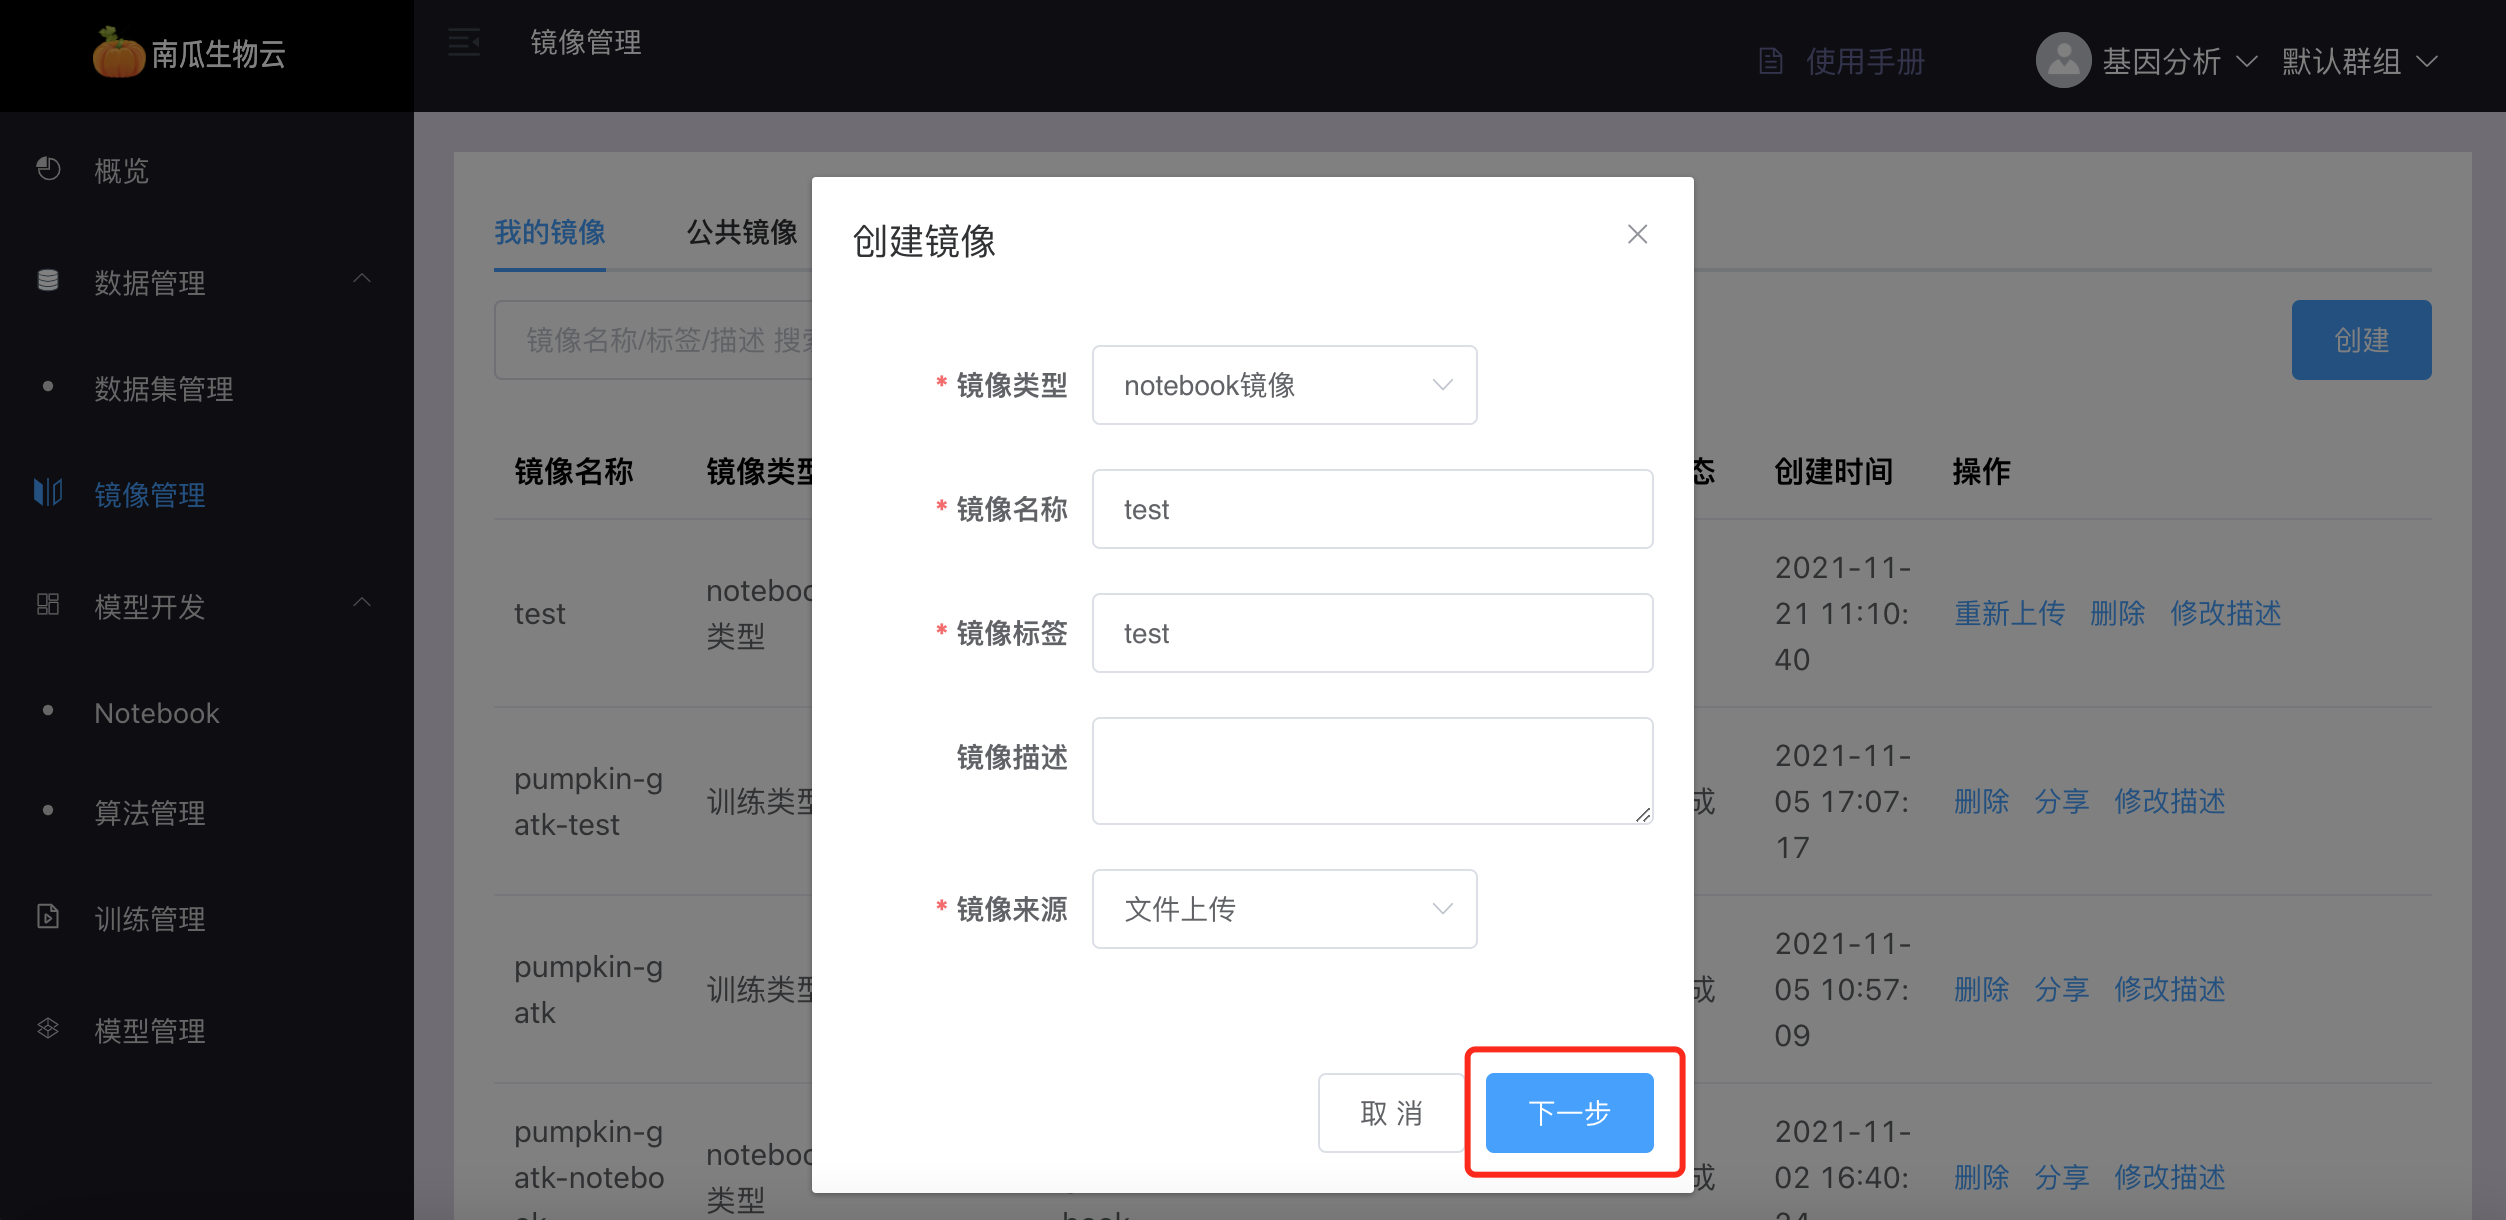 南瓜生物云
镜像管理
使用手册
基因分析
默认群组
概览
数据管理
数据集管理
镜像管理
模型开发
Notebook
算法管理
训练管理
模型管理
我的镜像
公共镜像
镜像名称/标签/描述 搜
创建
镜像名称
镜像类型
态
创建时间
操作
test
noteboo
类型
2021-11-
21 11:10:
40
重新上传 删除 修改描述
pumpkin-g
atk-test
训练类型
成
2021-11-
05 17:07:
17
删除 分享 修改描述
pumpkin-g
atk
训练类型
成
2021-11-
05 10:57:
09
删除 分享 修改描述
pumpkin-g
atk-notebo
noteboo
类型
成
2021-11-
02 16:40:
删除 分享 修改描述
创建镜像
* 镜像类型
notebook镜像
* 镜像名称
test
* 镜像标签
test
镜像描述
* 镜像来源
文件上传
取 消
下一步